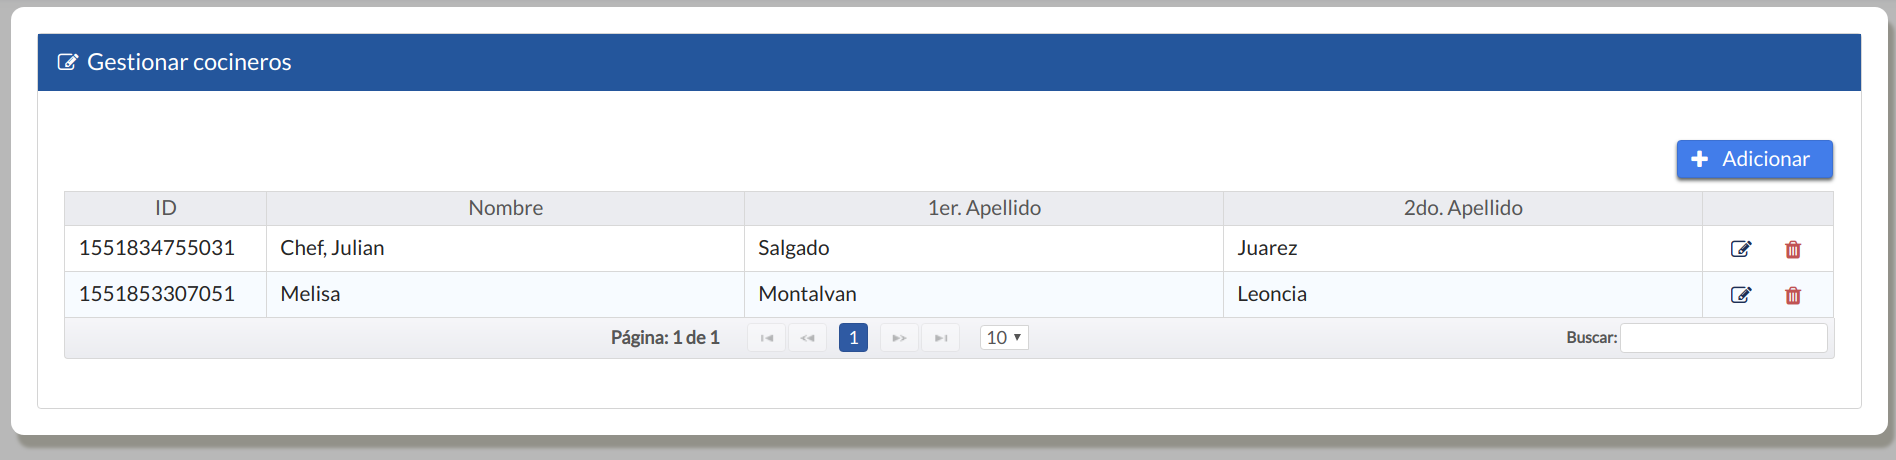 Gestionar cocineros
Adicionar
ID Nombre 1er. Apellido 2do. Apellido
1551834755031 Chef, Julian Salgado Juarez
1551853307051 Melisa Montalvan Leoncia
Página: 1 de 1 1 10 Buscar: